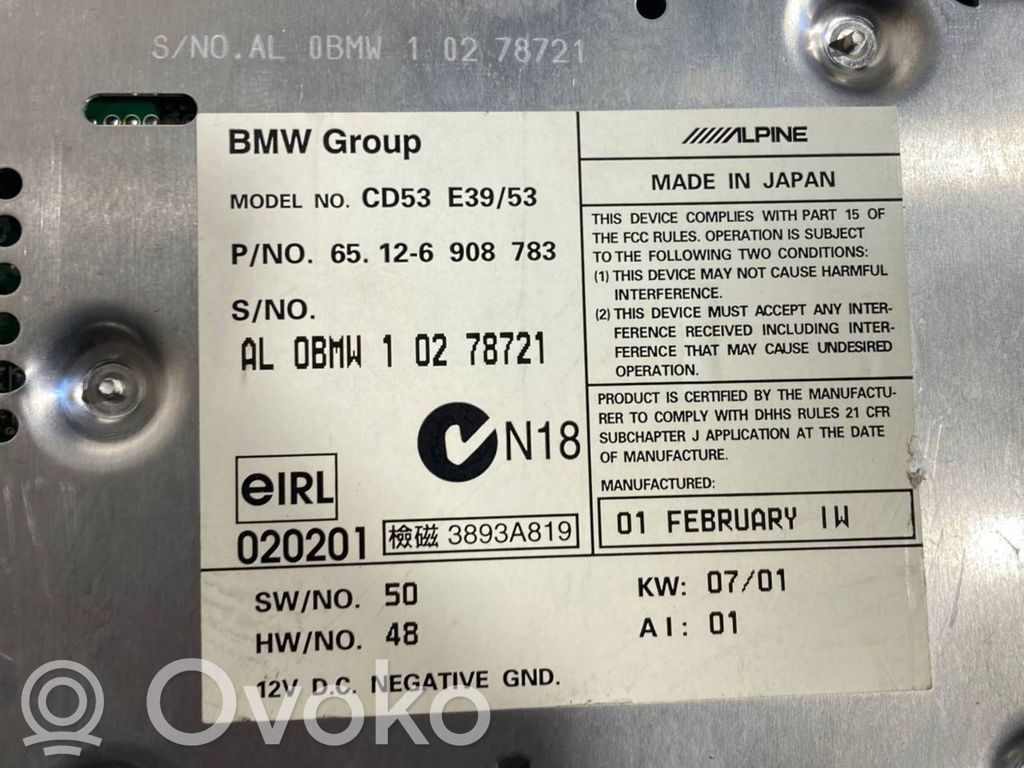 S/NO.AL 0BMW 1 02 78721
BMW Group
MODEL NO. CD53 E39/53
P/NO. 65. 12-6 908 783
S/NO.
AL 0BMW 1 02 78721
N18
eIRL
020201
檢磁 3893A819
ALPINE
MADE IN JAPAN
THIS DEVICE COMPLIES WITH PART 15 OF
THE FCC RULES. OPERATION IS SUBJECT
TO THE FOLLOWING TWO CONDITIONS:
(1) THIS DEVICE MAY NOT CAUSE HARMFUL
INTERFERENCE.
(2) THIS DEVICE MUST ACCEPT ANY INTER-
FERENCE RECEIVED INCLUDING INTER-
FERENCE THAT MAY CAUSE UNDESIRED
OPERATION.
PRODUCT IS CERTIFIED BY THE MANUFACTU-
RER TO COMPLY WITH DHHS RULES 21 CFR
SUBCHAPTER J APPLICATION AT THE DATE
OF MANUFACTURE.
MANUFACTURED:
01 FEBRUARY IW
SW/NO. 50
HW/NO. 48
KW: 07/01
AI: 01
12V D.C. NEGATIVE GND.
Ovoko